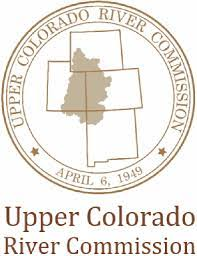 UPPER COLORADO RIVER COMMISSION
APRIL 6, 1949
Upper Colorado
River Commission